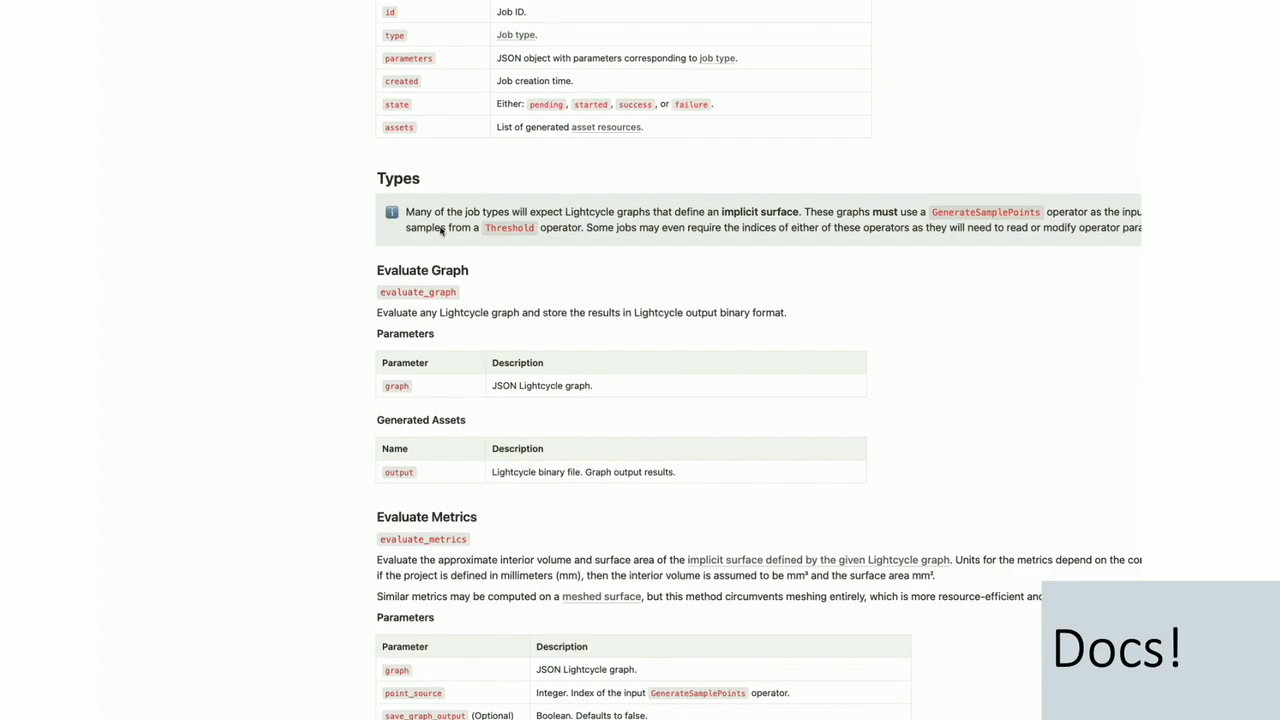 id Job ID.
type Job type.
parameters JSON object with parameters corresponding to job type.
created Job creation time.
state Either: pending, started, success, or failure.
assets List of generated asset resources.
Types
Many of the job types will expect Lightcycle graphs that define an implicit surface. These graphs must use a GenerateSamplePoints operator as the inpu
samples from a Threshold operator. Some jobs may even require the indices of either of these operators as they will need to read or modify operator para
Evaluate Graph
evaluate_graph
Evaluate any Lightcycle graph and store the results in Lightcycle output binary format.
Parameters
Parameter Description
graph JSON Lightcycle graph.
Generated Assets
Name Description
output Lightcycle binary file. Graph output results.
Evaluate Metrics
evaluate_metrics
Evaluate the approximate interior volume and surface area of the implicit surface defined by the given Lightcycle graph. Units for the metrics depend on the cor
if the project is defined in millimeters (mm), then the interior volume is assumed to be mm³ and the surface area mm².
Similar metrics may be computed on a meshed surface, but this method circumvents meshing entirely, which is more resource-efficient and
Parameters
Parameter Description
graph JSON Lightcycle graph.
point_source Integer. Index of the input GenerateSamplePoints operator.
save_graph_output (Optional) Boolean. Defaults to false.
Docs!